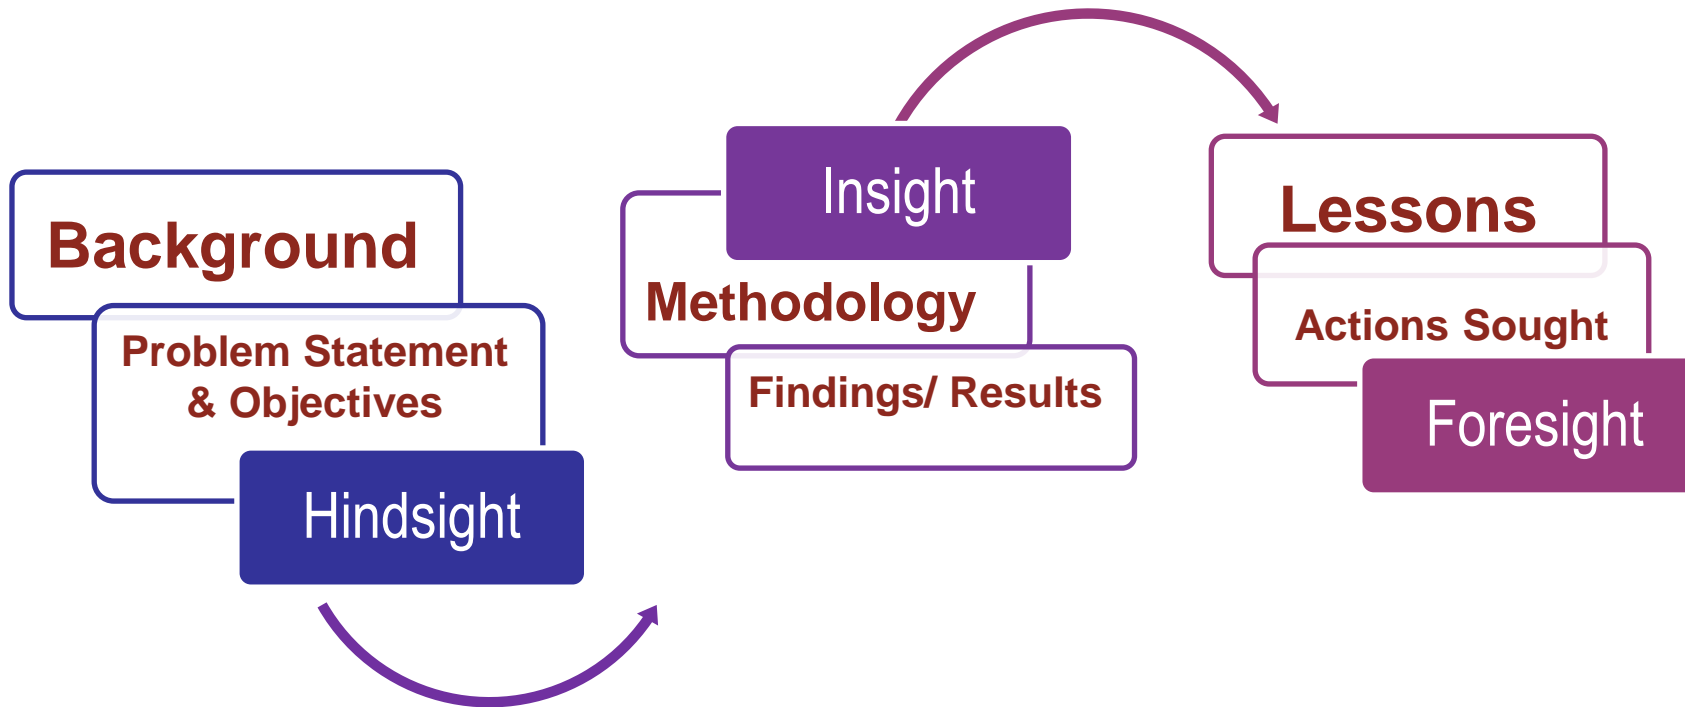 Background
Problem Statement
& Objectives
Hindsight
Insight
Methodology
Findings/ Results
Lessons
Actions Sought
Foresight